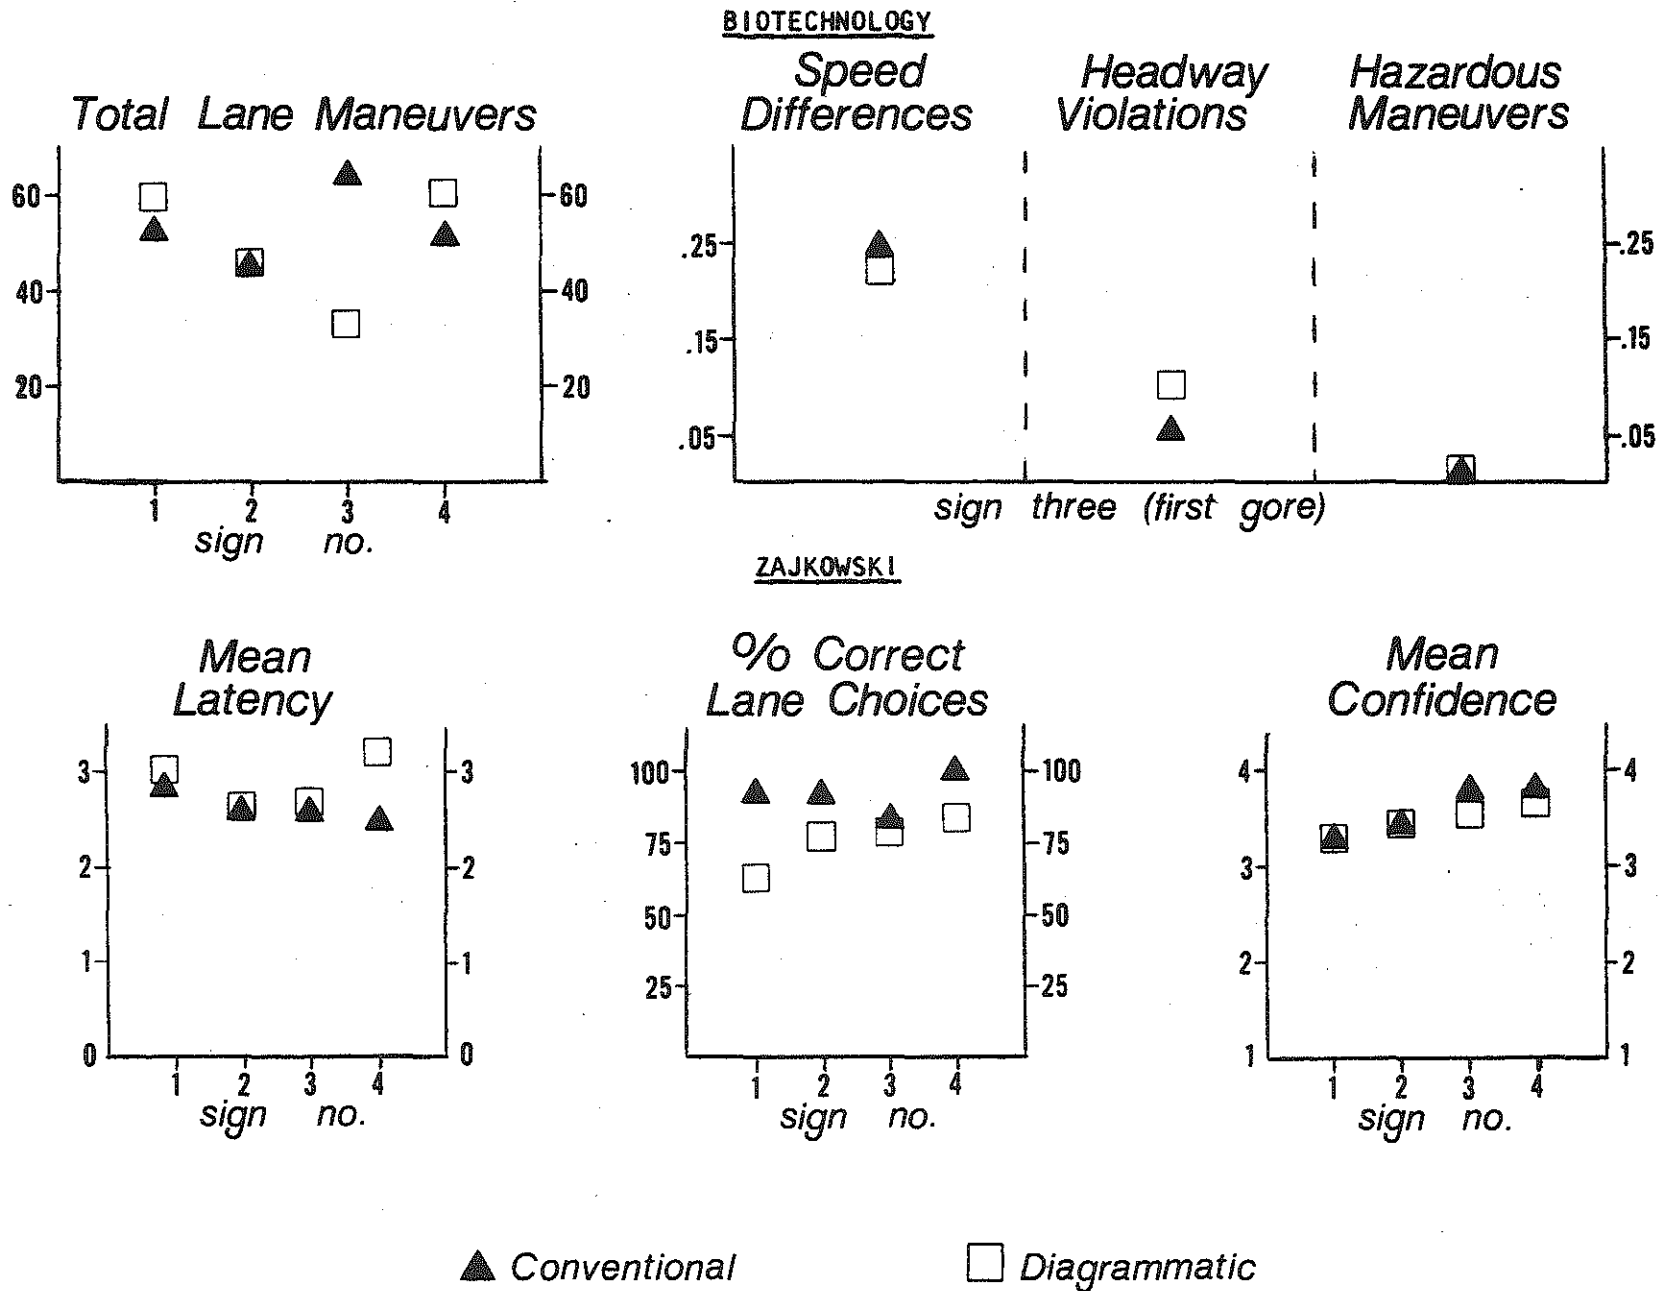 BIOTECHNOLOGY
Total Lane Maneuvers
Speed
Differences
Headway
Violations
Hazardous
Maneuvers
60
40
20
60
40
20
1 2 3 4
sign no.
.25
.15
.05
.25
.15
.05
sign three (first gore)
ZAJKOWSKI
Mean
Latency
3
2
1
0
3
2
1
0
1 2 3 4
sign no.
% Correct
Lane Choices
100
75
50
25
100
75
50
25
1 2 3 4
sign no.
Mean
Confidence
4
3
2
1
4
3
2
1
1 2 3 4
sign no.
Conventional
Diagrammatic